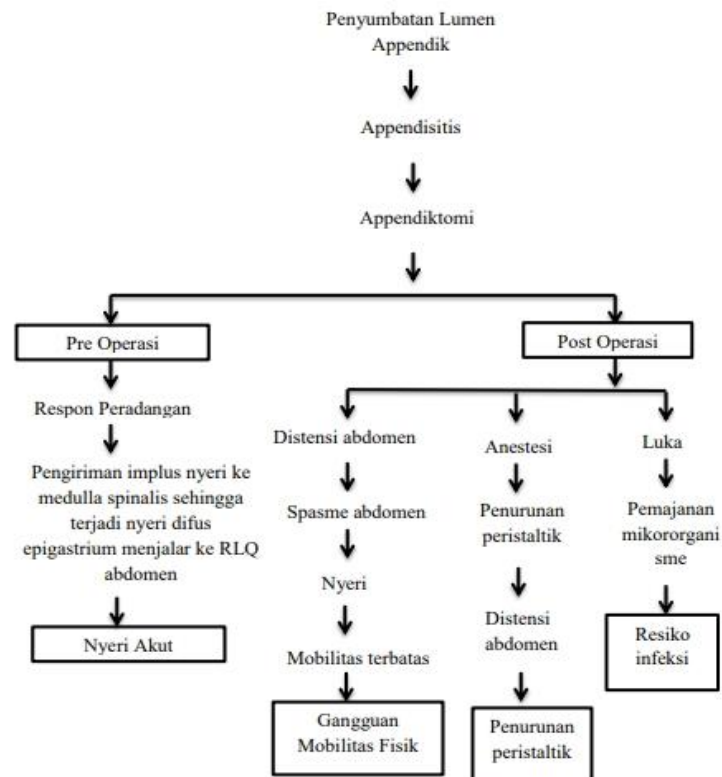 Penyumbatan Lumen
Appendik
Appendisitis
Appendiktomi
Pre Operasi
Respon Peradangan
Pengiriman implus nyeri ke
medulla spinalis sehingga
terjadi nyeri difus
epigastrium menjalar ke RLQ
abdomen
Nyeri Akut
Post Operasi
Distensi abdomen
Spasme abdomen
Nyeri
Mobilitas terbatas
Gangguan
Mobilitas Fisik
Anestesi
Penurunan
peristaltik
Distensi
abdomen
Penurunan
peristaltik
Luka
Pemajanan
mikororgani
sme
Resiko
infeksi